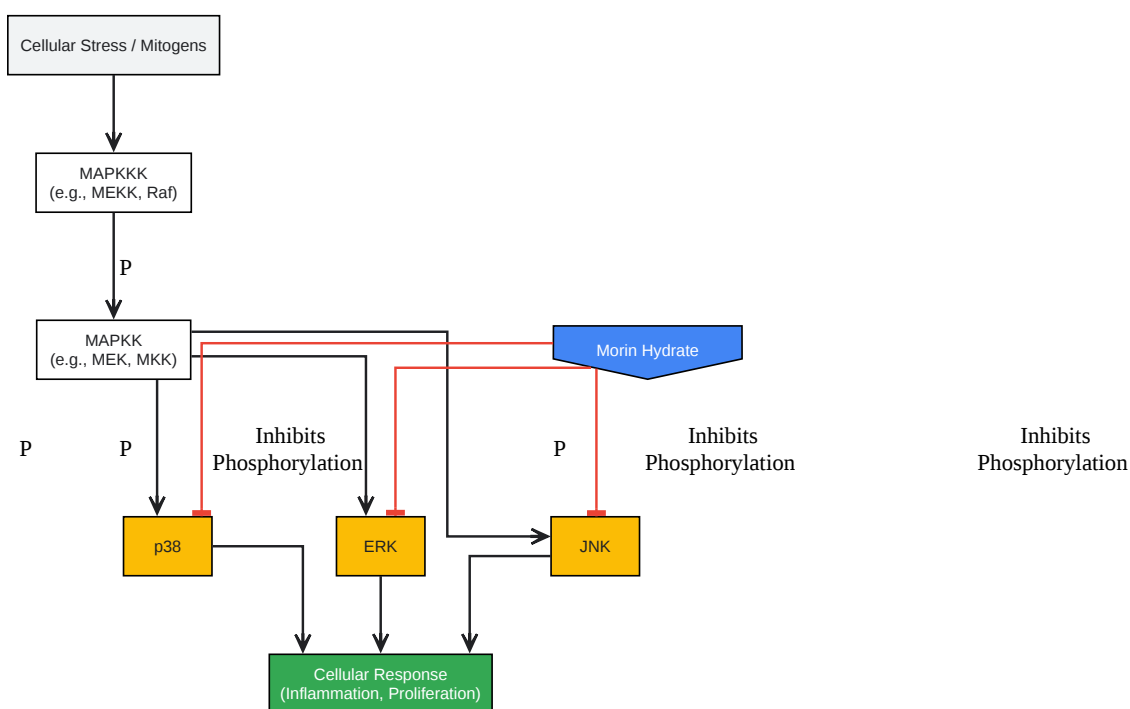 Cellular Stress / Mitogens
MAPKKK
(e.g., MEKK, Raf)
P
MAPKK
(e.g., MEK, MKK)
Morin Hydrate
P
P
Inhibits
Phosphorylation
P
Inhibits
Phosphorylation
Inhibits
Phosphorylation
p38
ERK
JNK
Cellular Response
(Inflammation, Proliferation)